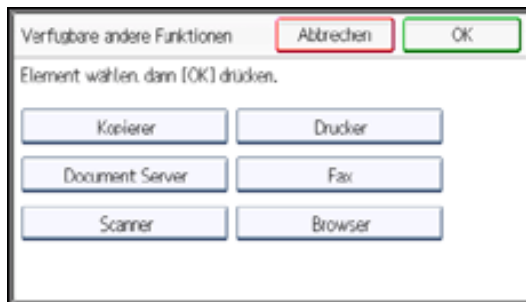 Verfügbare andere Funktionen Abbrechen OK
Element wählen, dann [OK] drücken.
Kopierer Drucker
Document Server Fax
Scanner Browser